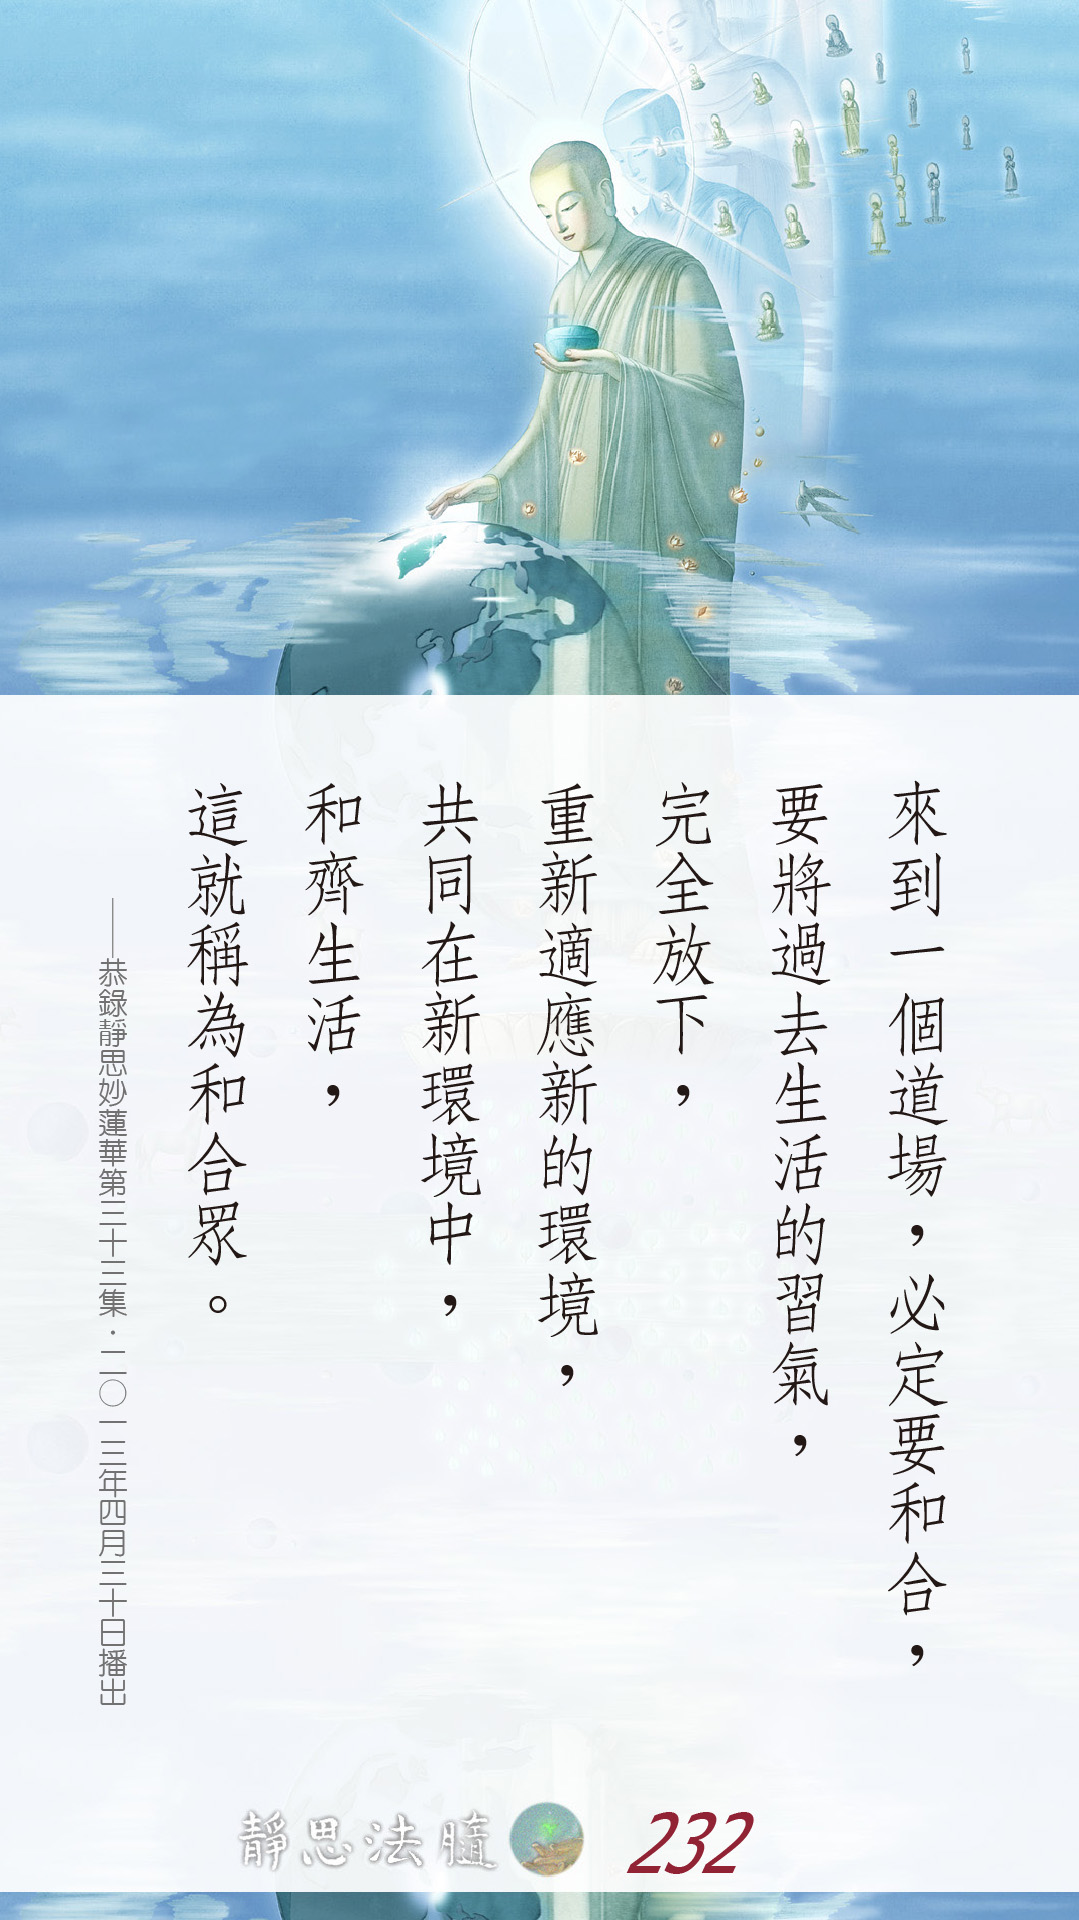 來到一個道場，必定要和合，
要將過去生活的習氣，
完全放下，
重新適應新的環境，
共同在新環境中，
和齊生活，
這就稱為和合眾。
——恭錄靜思妙蓮華第三十三集．二〇一三年四月三十日播出
靜思法髓
232